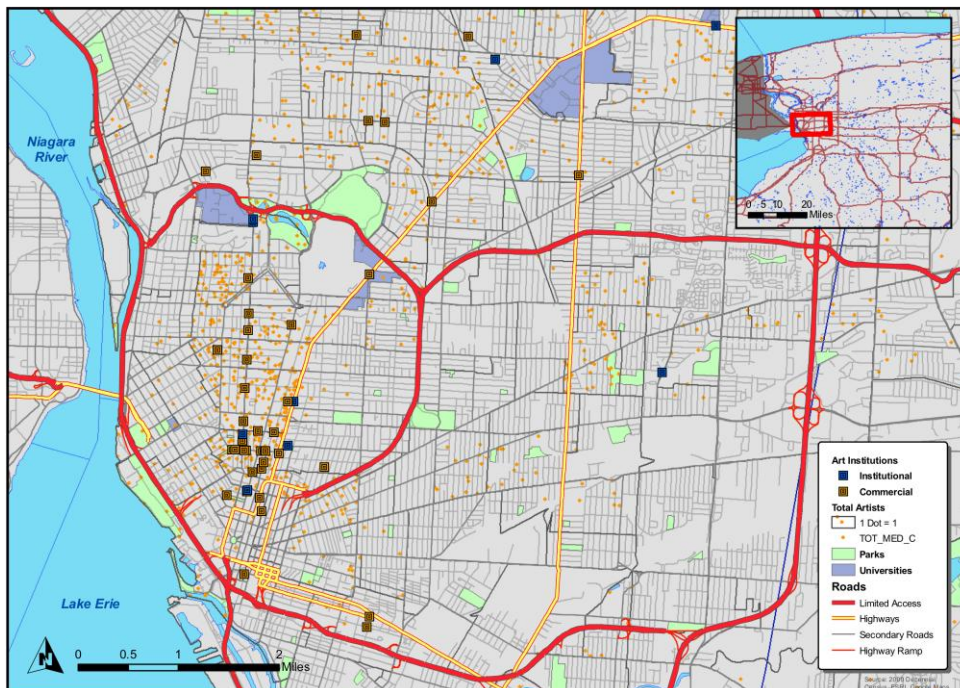 Niagara
River
0 5 10 20
Miles
Art Institutions
Institutional
Commercial
Total Artists
1 Dot = 1
TOT_MED_C
Parks
Universities
Roads
Limited Access
Highways
Secondary Roads
Highway Ramp
Lake Erie
N
0 0.5 1 2
Miles